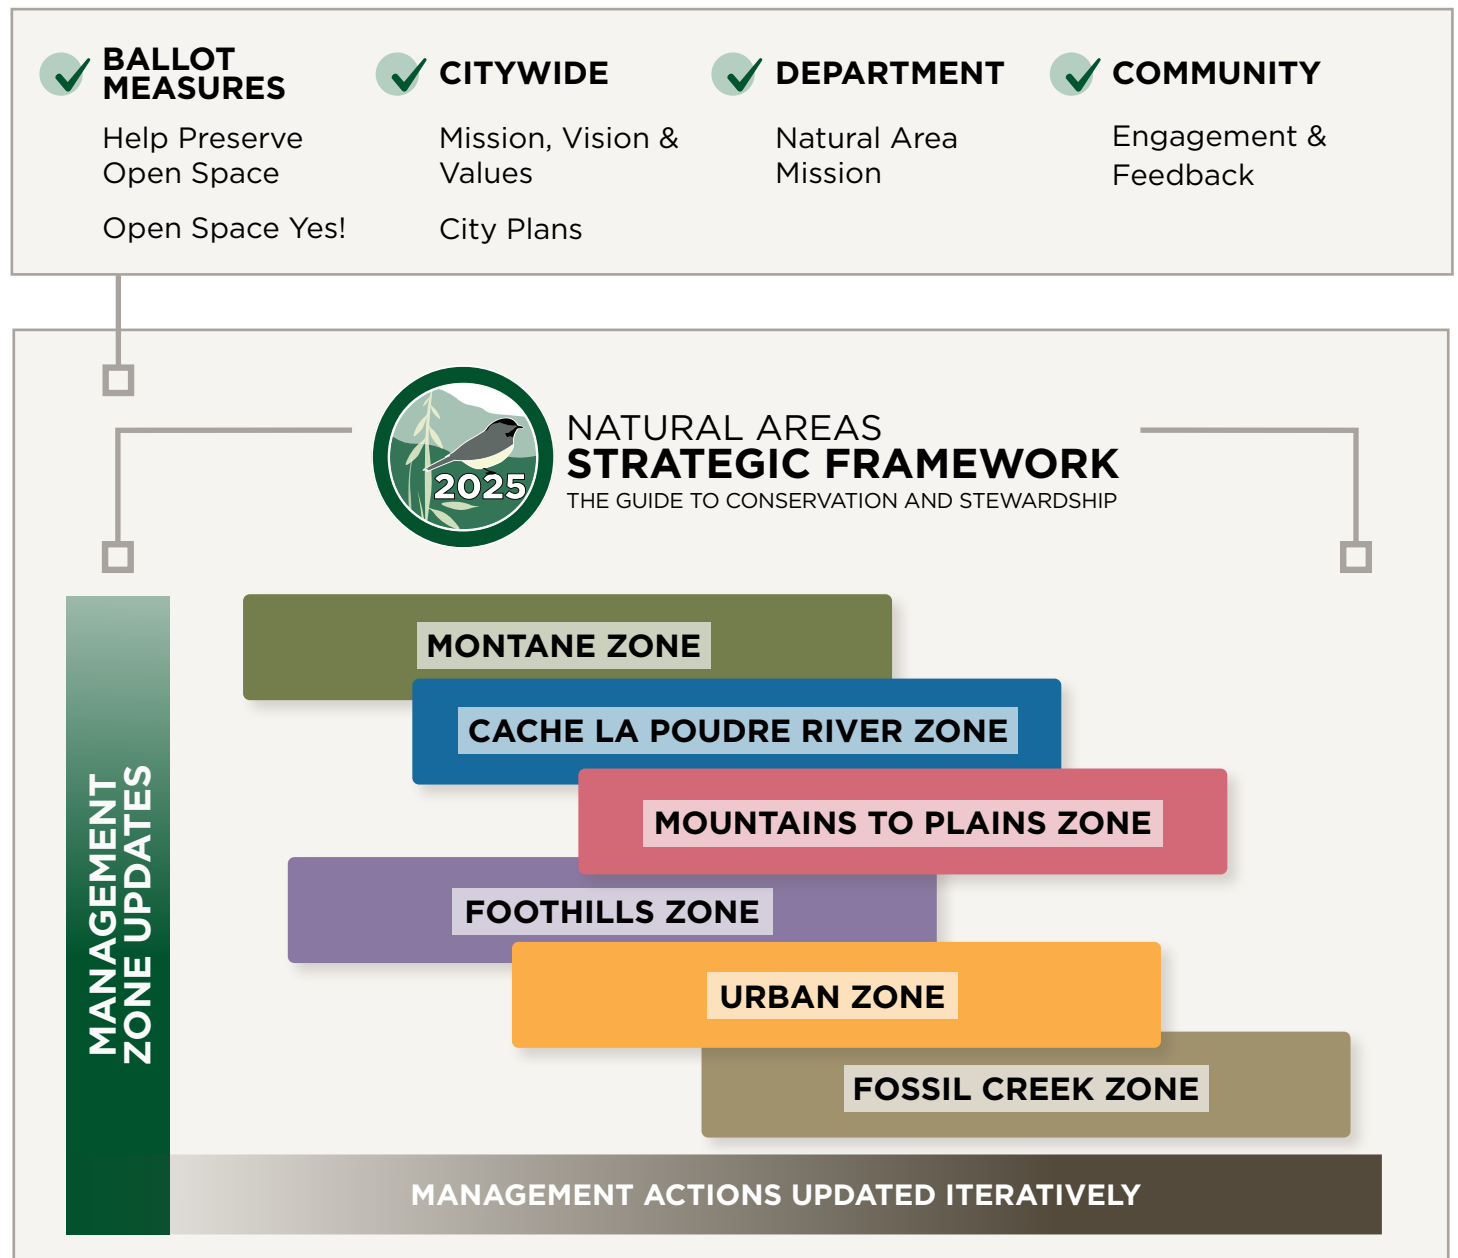 BALLOT
MEASURES
Help Preserve
Open Space
Open Space Yes!
CITYWIDE
Mission, Vision &
Values
City Plans
DEPARTMENT
Natural Area
Mission
COMMUNITY
Engagement &
Feedback
2025
NATURAL AREAS
STRATEGIC FRAMEWORK
THE GUIDE TO CONSERVATION AND STEWARDSHIP
MANAGEMENT
ZONE UPDATES
MONTANE ZONE
CACHE LA POUDRE RIVER ZONE
MOUNTAINS TO PLAINS ZONE
FOOTHILLS ZONE
URBAN ZONE
FOSSIL CREEK ZONE
MANAGEMENT ACTIONS UPDATED ITERATIVELY